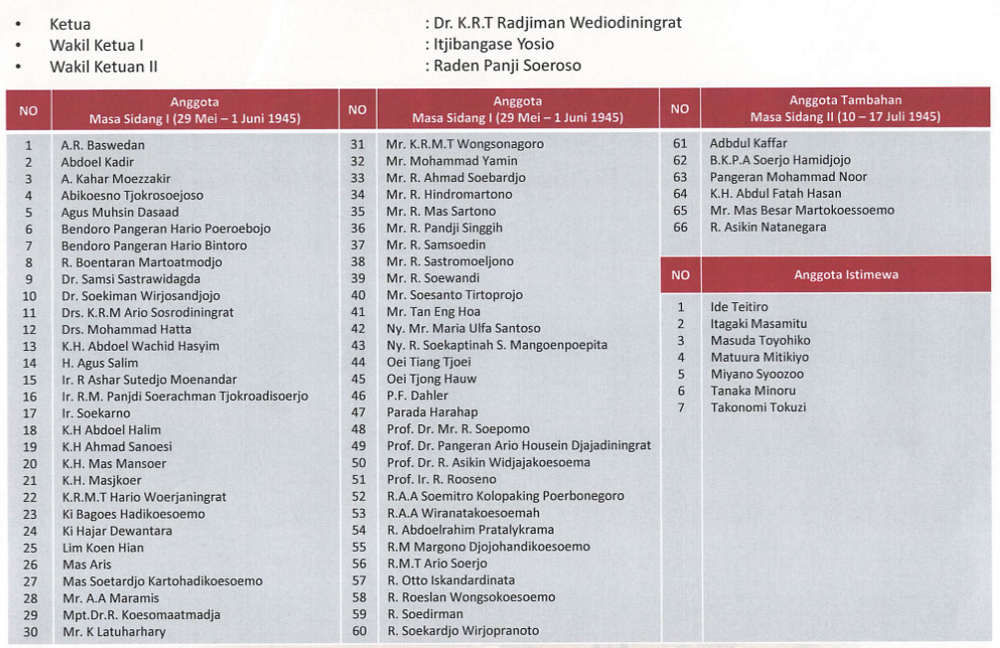 • Ketua : Dr. K.R.T Radjiman Wediodiningrat
• Wakil Ketua I : Itjibangase Yosio
• Wakil Ketuan II : Raden Panji Soeroso
NO Anggota Masa Sidang I (29 Mei – 1 Juni 1945)
1 A.R. Baswedan
2 Abdoel Kadir
3 A. Kahar Moezzakir
4 Abikoesno Tjokrosoejoso
5 Agus Muhsin Dasaad
6 Bendoro Pangeran Hario Poeroebojo
7 Bendoro Pangeran Hario Bintoro
8 R. Boentaran Martoatmodjo
9 Dr. Samsi Sastrawidagda
10 Dr. Soekiman Wirjosandjojo
11 Drs. K.R.M Ario Sosrodiningrat
12 Drs. Mohammad Hatta
13 K.H. Abdoel Wachid Hasyim
14 H. Agus Salim
15 Ir. R Ashar Sutedjo Moenandar
16 Ir. R.M. Panjdi Soerachman Tjokroadisoerjo
17 Ir. Soekarno
18 K.H Abdoel Halim
19 K.H Ahmad Sanoesi
20 K.H. Mas Mansoer
21 K.H. Masjkoer
22 K.R.M.T Hario Woerjaningrat
23 Ki Bagoes Hadikoesoemo
24 Ki Hajar Dewantara
25 Lim Koen Hian
26 Mas Aris
27 Mas Soetardjo Kartohadikoesoemo
28 Mr. A.A Maramis
29 Mpt.Dr.R. Koesomaatmadja
30 Mr. K Latuharhary
NO Anggota Masa Sidang I (29 Mei – 1 Juni 1945)
31 Mr. K.R.M.T Wongsonagoro
32 Mr. Mohammad Yamin
33 Mr. R. Ahmad Soebardjo
34 Mr. R. Hindromartono
35 Mr. R. Mas Sartono
36 Mr. R. Pandji Singgih
37 Mr. R. Samsoedin
38 Mr. R. Sastromoeljono
39 Mr. R. Soewandi
40 Mr. Soesanto Tirtoprojo
41 Mr. Tan Eng Hoa
42 Ny. Mr. Maria Ulfa Santoso
43 Ny. R. Soekaptinah S. Mangoenpoepita
44 Oei Tiang Tjoei
45 Oei Tjong Hauw
46 P.F. Dahler
47 Parada Harahap
48 Prof. Dr. Mr. R. Soepomo
49 Prof. Dr. Pangeran Ario Housein Djajadiningrat
50 Prof. Dr. R. Asikin Widjajakoesoema
51 Prof. Ir. R. Rooseno
52 R.A.A Soemitro Kolopaking Poerbonegoro
53 R.A.A Wiranatakoesoemah
54 R. Abdoelrahim Pratalykrama
55 R.M Margono Djojohandikoesoemo
56 R.M.T Ario Soerjo
57 R. Otto Iskandardinata
58 R. Roeslan Wongsokoesoemo
59 R. Soedirman
60 R. Soekardjo Wirjopranoto
NO Anggota Tambahan Masa Sidang II (10 – 17 Juli 1945)
61 Adbdul Kaffar
62 B.K.P.A Soerjo Hamidjojo
63 Pangeran Mohammad Noor
64 K.H. Abdul Fatah Hasan
65 Mr. Mas Besar Martokoessoemo
66 R. Asikin Natanegara
NO Anggota Istimewa
1 Ide Teitiro
2 Itagaki Masamitu
3 Masuda Toyohiko
4 Matuura Mitikiyo
5 Miyano Syoozoo
6 Tanaka Minoru
7 Takonomi Tokuzi